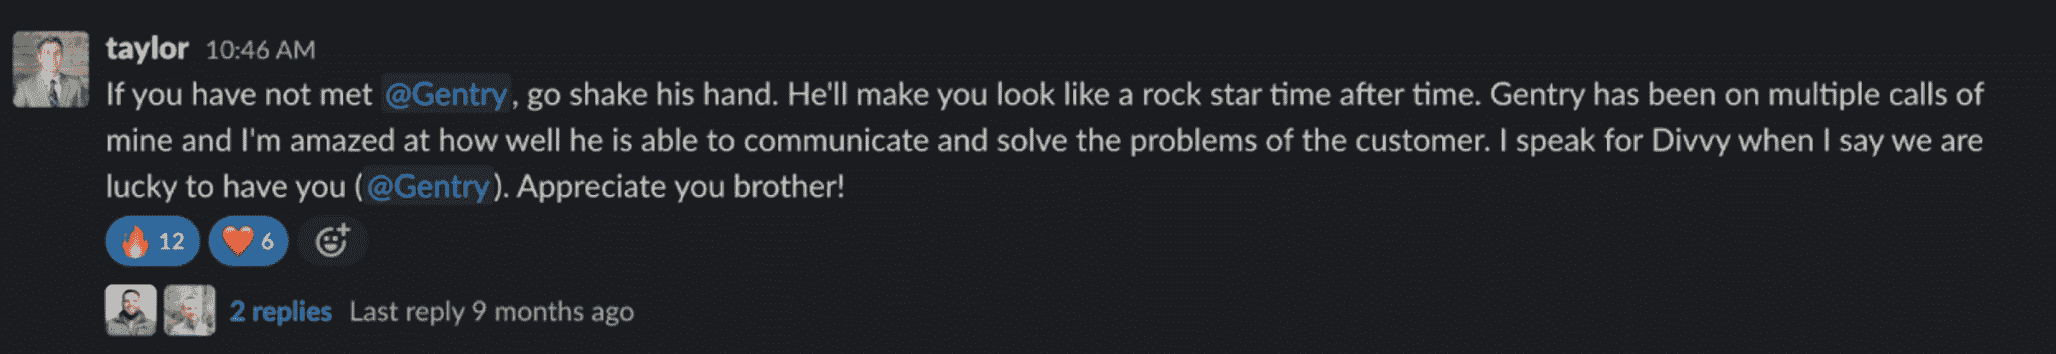 taylor 10:46 AM
If you have not met @Gentry, go shake his hand. He'll make you look like a rock star time after time. Gentry has been on multiple calls of
mine and I'm amazed at how well he is able to communicate and solve the problems of the customer. I speak for Divvy when I say we are
lucky to have you (@Gentry). Appreciate you brother!
🔥 12 ❤️ 6
2 replies Last reply 9 months ago